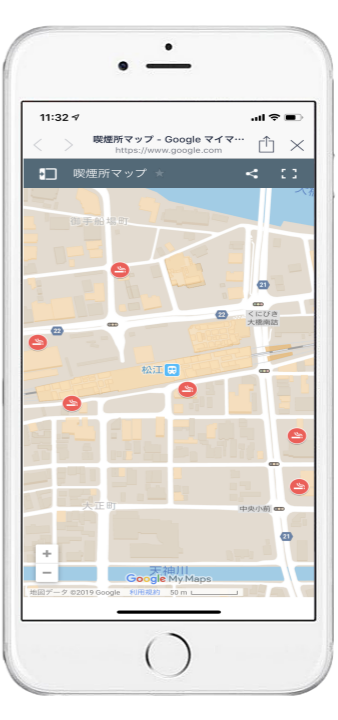 11:32
喫煙所マップ - Google マイマ…
https://www.google.com
喫煙所マップ
御手船場町
21
22
くにびき
大橋南詰
22
松江
大正町
中央小前
21
天神川
Google My Maps
地図データ ©2019 Google 利用規約 50 m